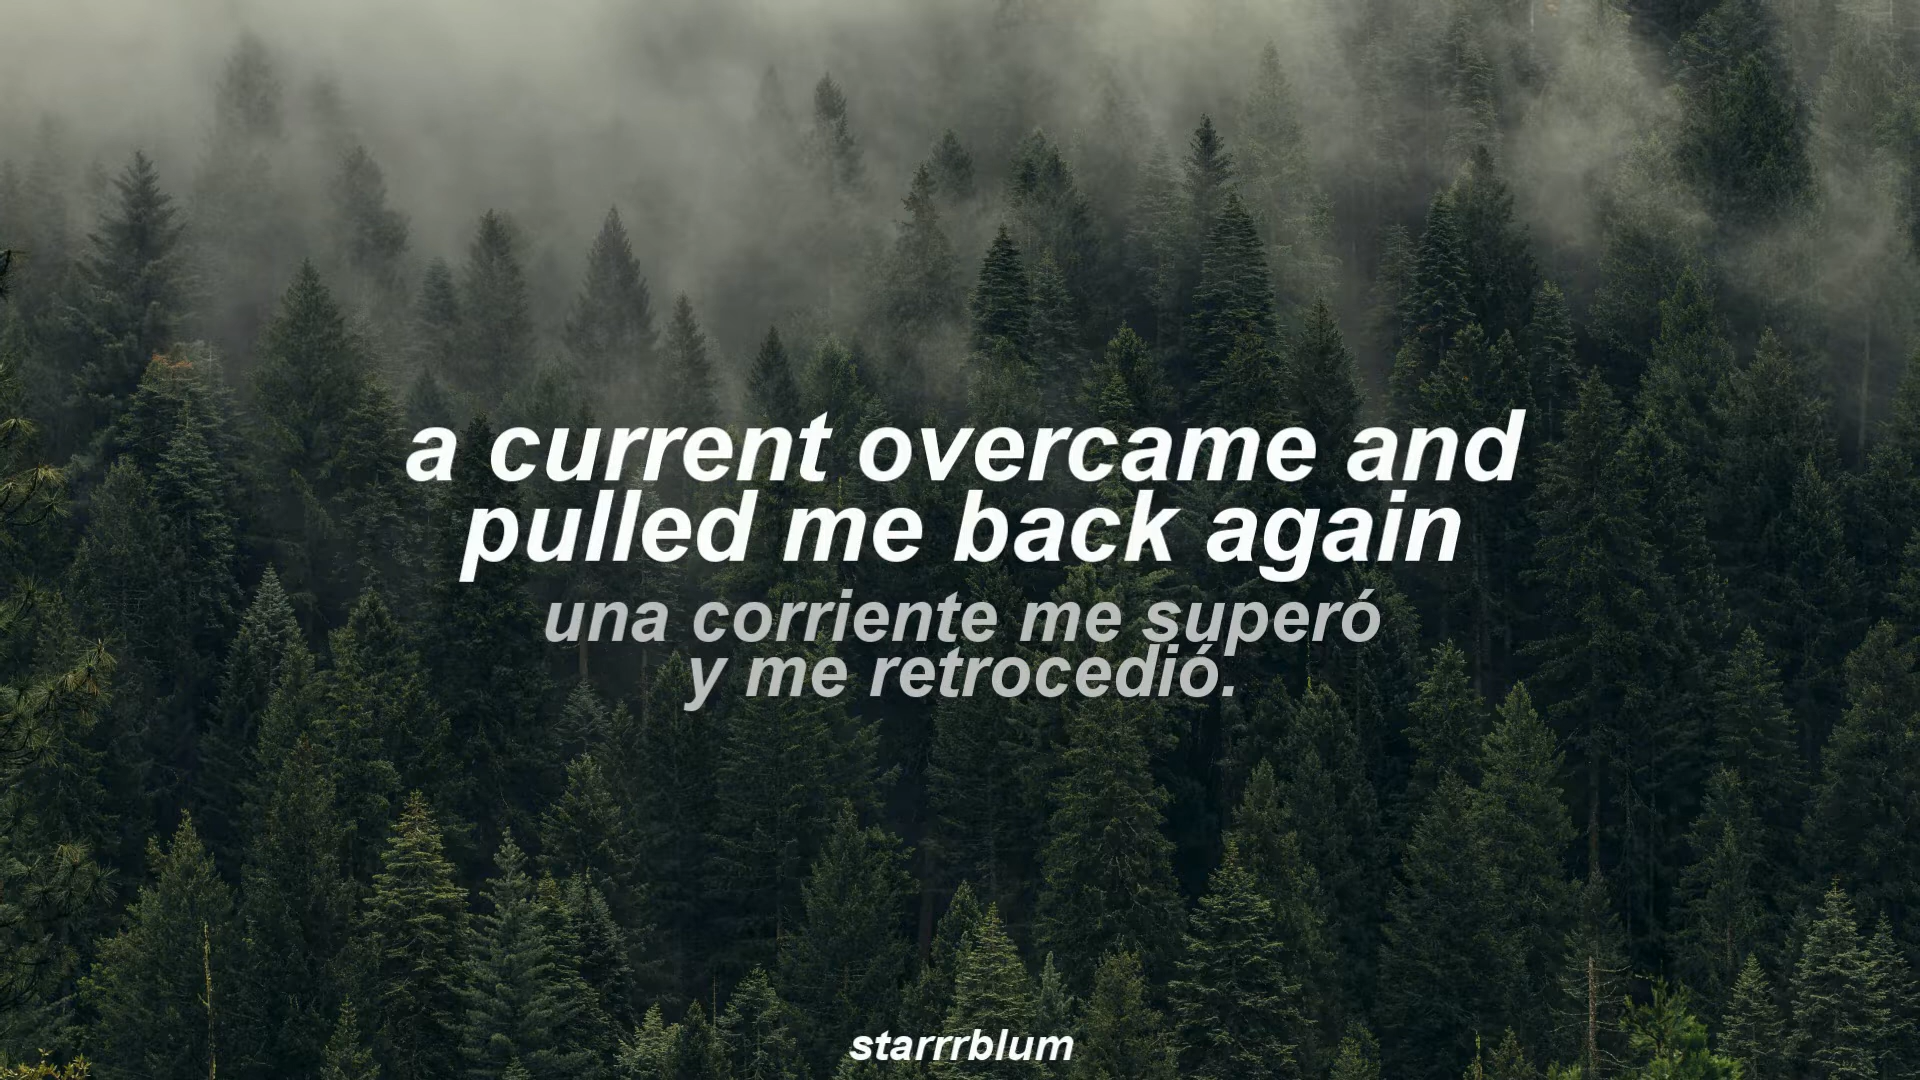 a current overcame and
pulled me back again
una corriente me superó
y me retrocedió.
starrrblum